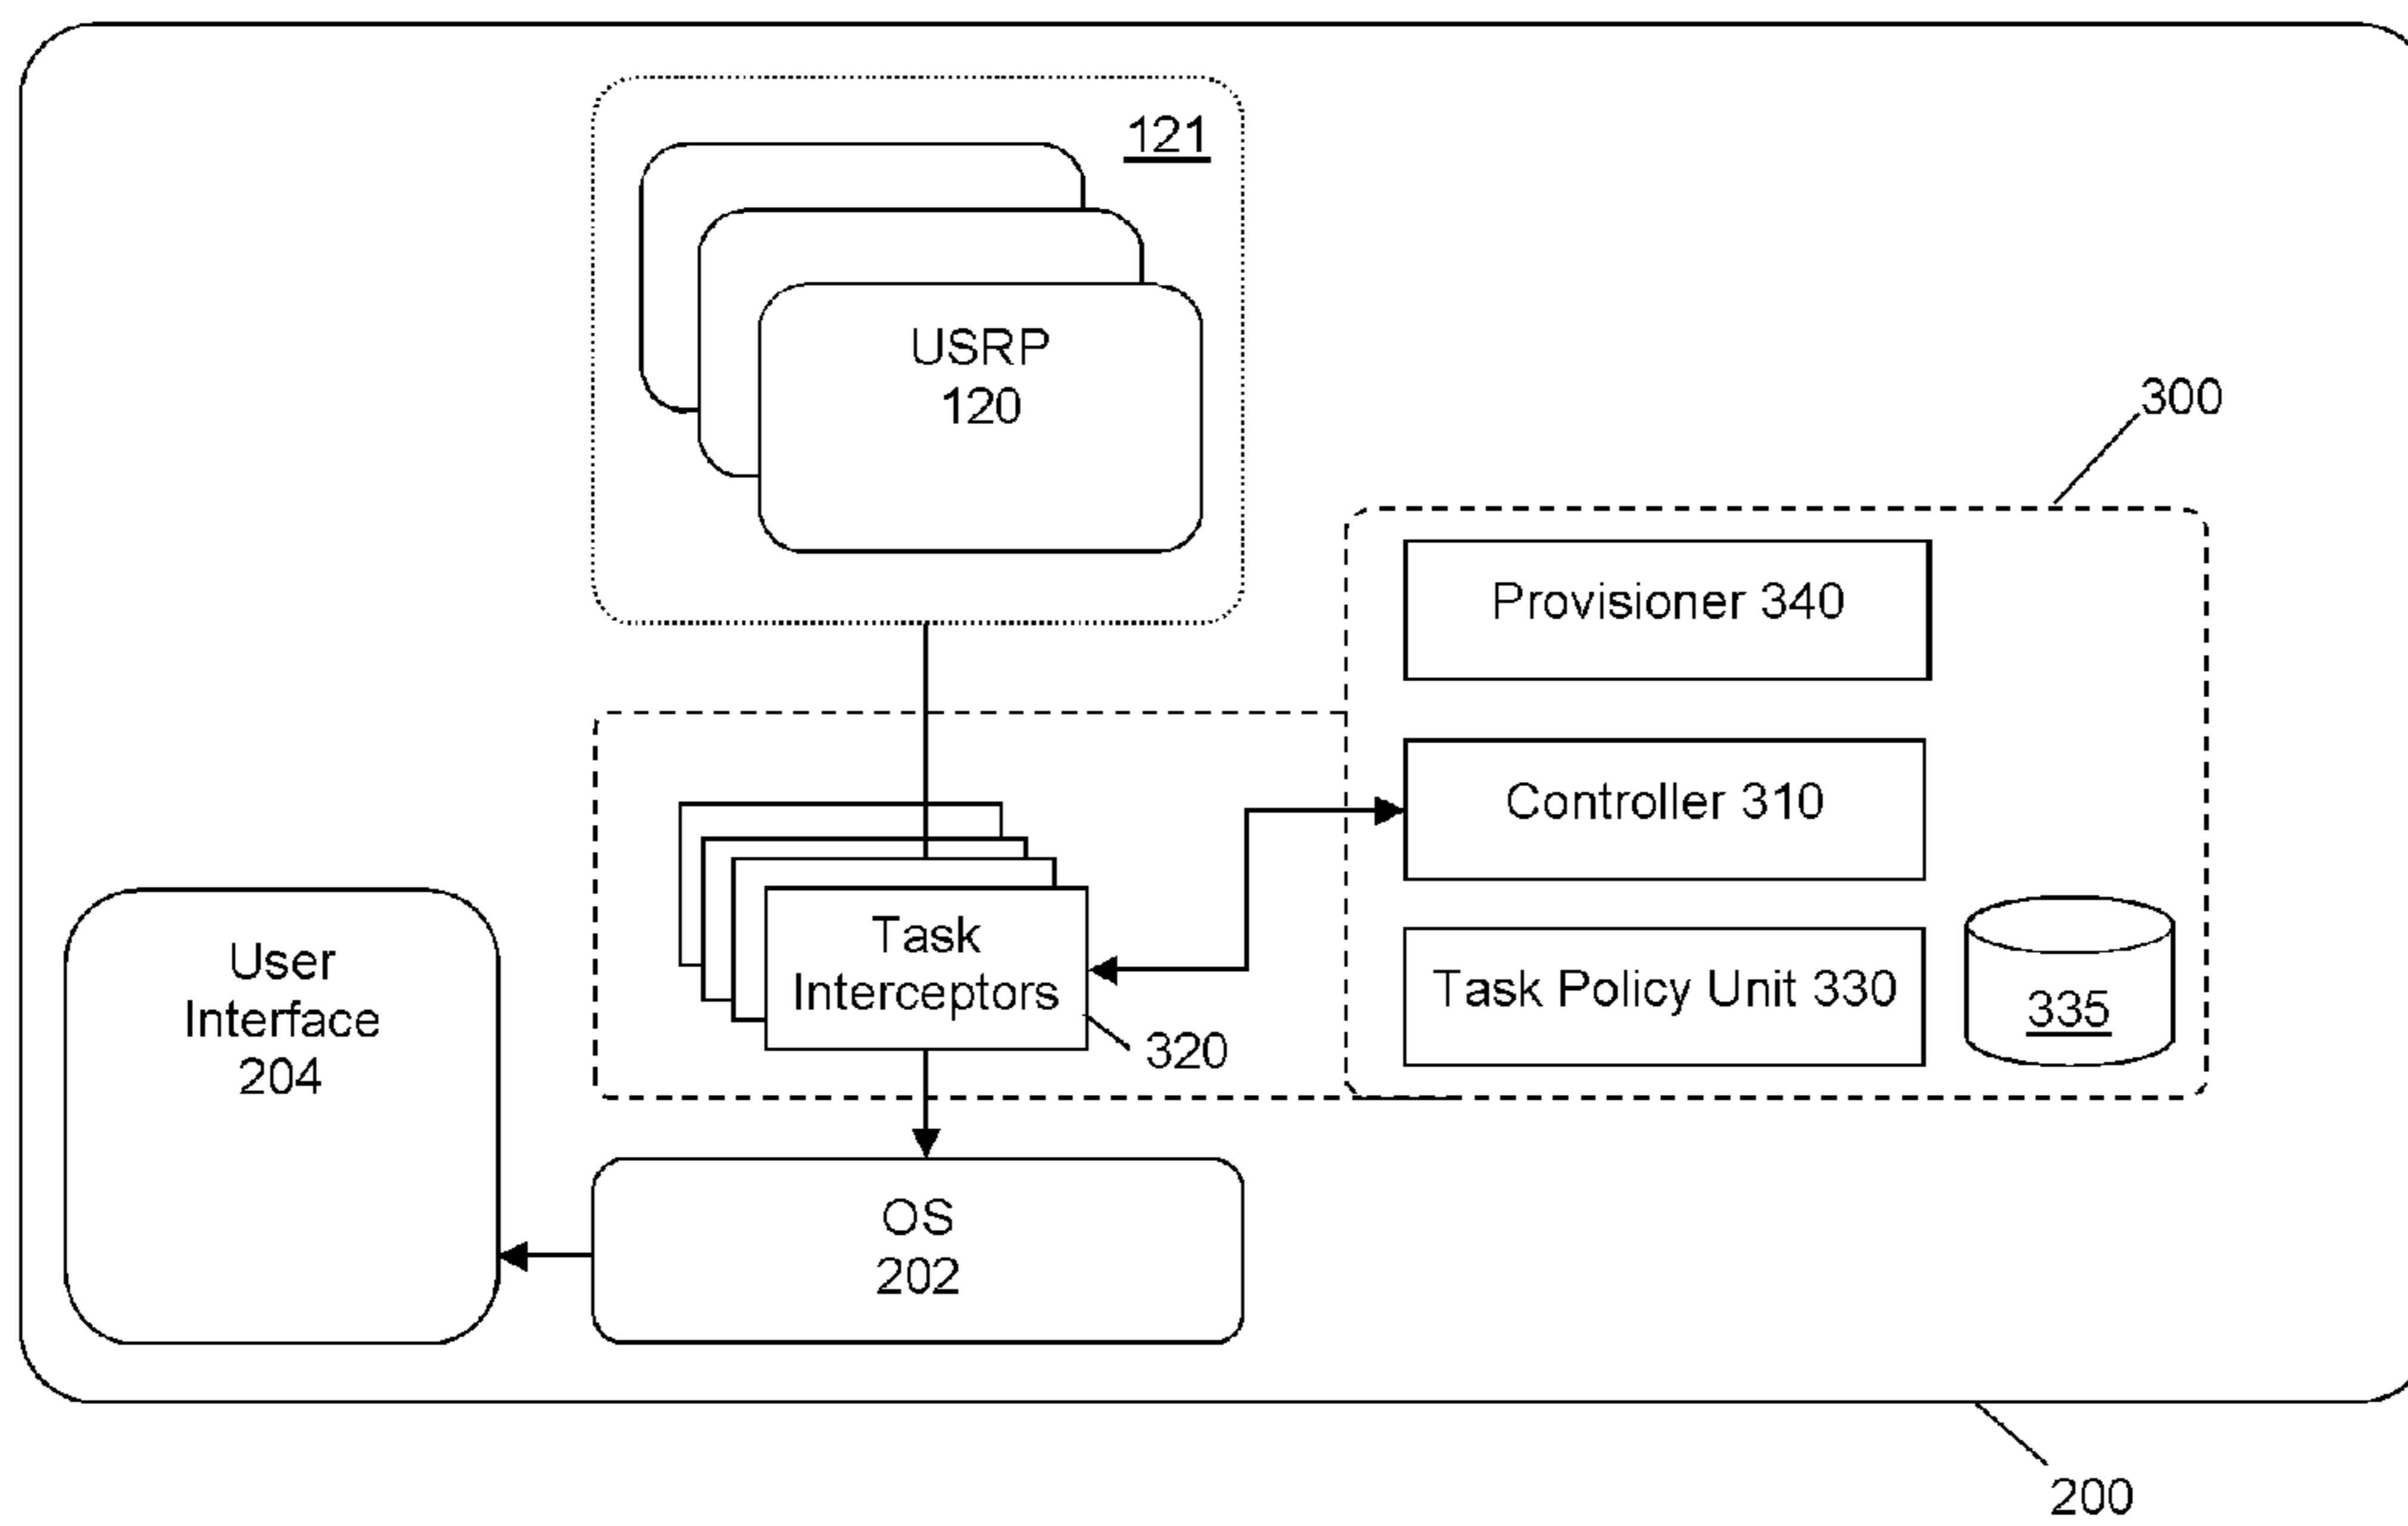 121
USRP
120
300
Provisioner 340
Controller 310
Task
Interceptors
320
Task Policy Unit 330
335
User
Interface
204
OS
202
200